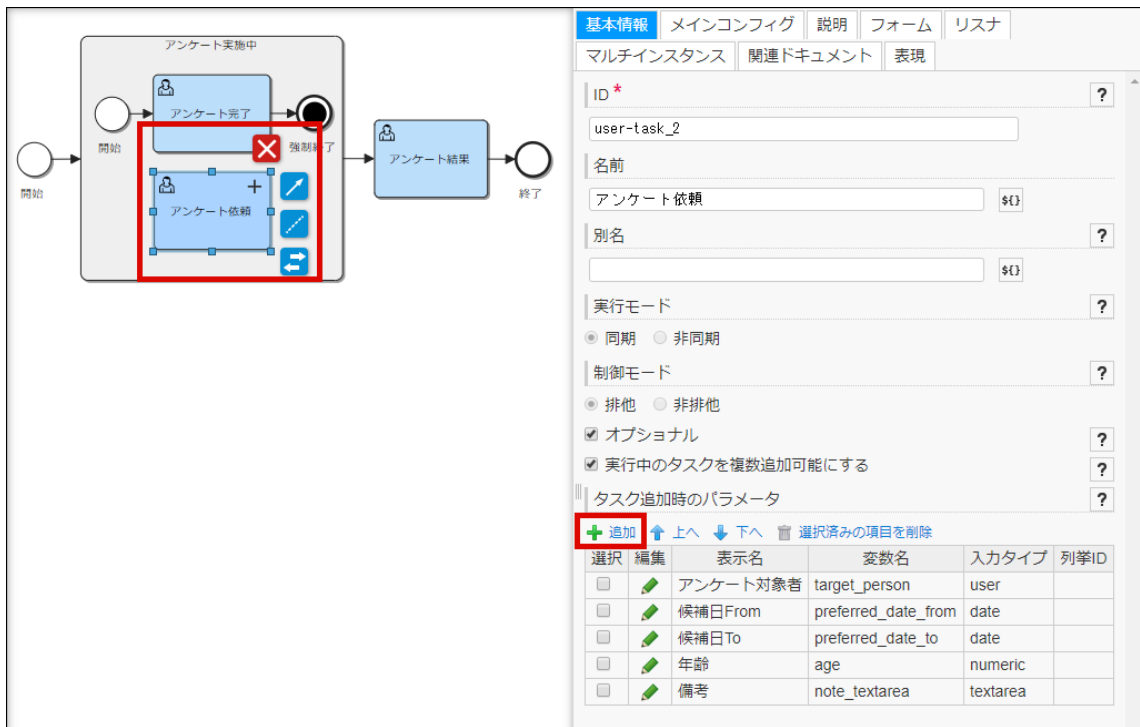 アンケート実施中
アンケート完了
開始
強制終了
アンケート依頼
開始
アンケート結果
終了
基本情報 メインコンフィグ 説明 フォーム リスナ
マルチインスタンス 関連ドキュメント 表現
ID * ?
user-task_2
名前
アンケート依頼 ${}
別名 ?
${}
実行モード ?
同期 非同期
制御モード ?
排他 非排他
オプショナル ?
実行中のタスクを複数追加可能にする ?
タスク追加時のパラメータ ?
追加 上へ 下へ 選択済みの項目を削除
選択 編集 表示名 変数名 入力タイプ 列挙ID
アンケート対象者 target_person user
候補日From preferred_date_from date
候補日To preferred_date_to date
年齢 age numeric
備考 note_textarea textarea